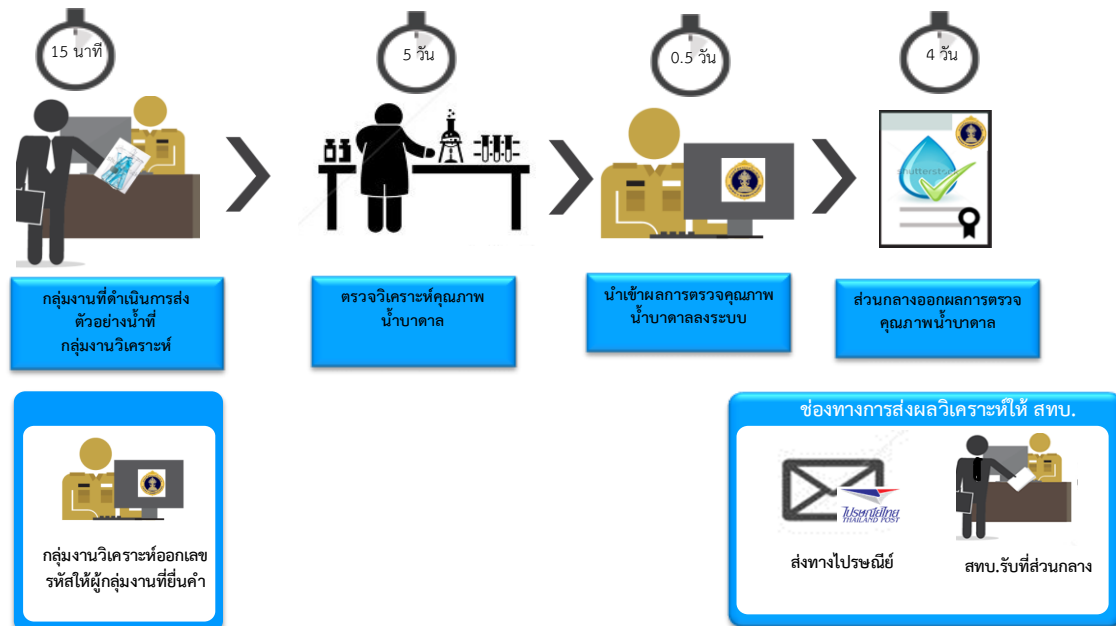 15 นาที
5 วัน
0.5 วัน
4 วัน
shutterstock
กลุ่มงานที่ดำเนินการส่ง
ตัวอย่างน้ำที่
กลุ่มงานวิเคราะห์
ตรวจวิเคราะห์คุณภาพ
น้ำบาดาล
นำเข้าผลการตรวจคุณภาพ
น้ำบาดาลลงระบบ
ส่วนกลางออกผลการตรวจ
คุณภาพน้ำบาดาล
กลุ่มงานวิเคราะห์ออกเลข
รหัสให้ผู้กลุ่มงานที่ยื่นคำ
ช่องทางการส่งผลวิเคราะห์ให้ สทบ.
ไปรษณีย์ไทย
THAILAND POST
ส่งทางไปรษณีย์
สทบ.รับที่ส่วนกลาง